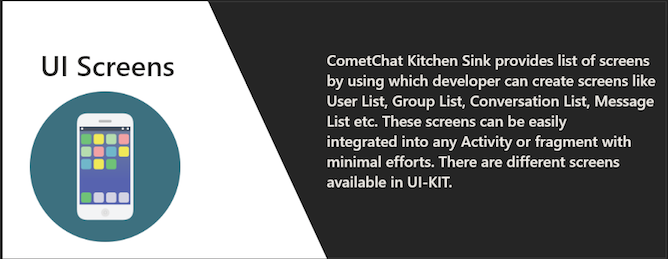 UI Screens
CometChat Kitchen Sink provides list of screens
by using which developer can create screens like
User List, Group List, Conversation List, Message
List etc. These screens can be easily
integrated into any Activity or fragment with
minimal efforts. There are different screens
available in UI-KIT.